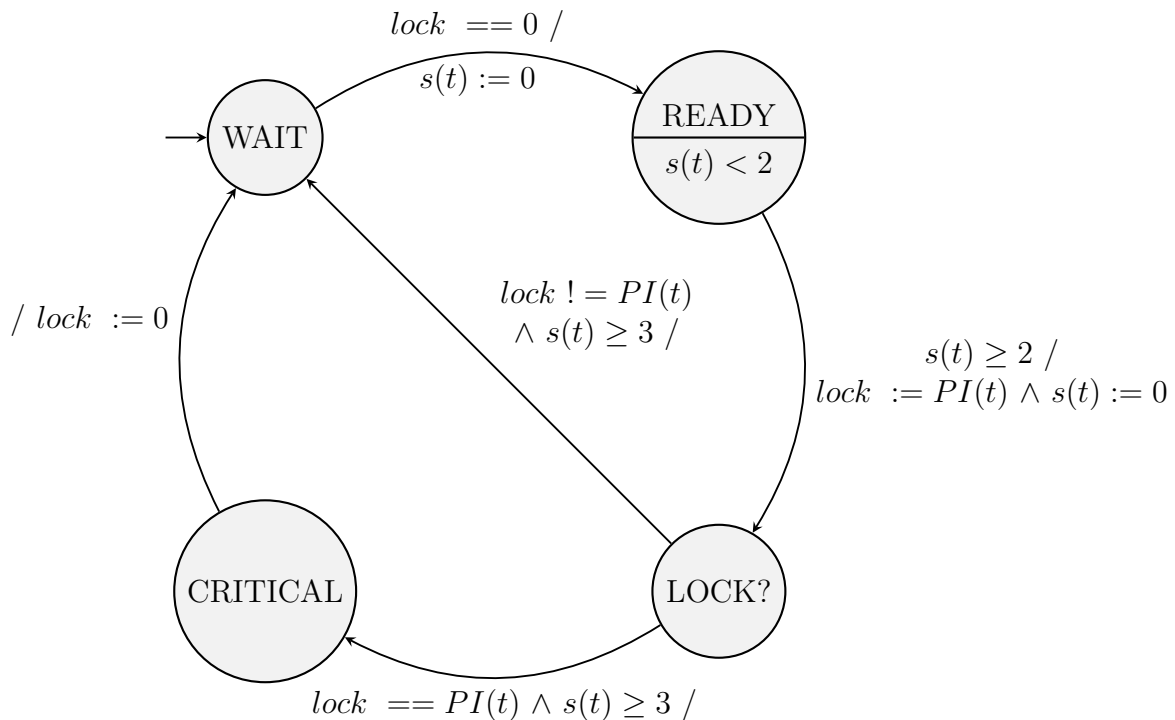 lock == 0 /
s(t) := 0
WAIT
READY
s(t) < 2
lock ! = PI(t)
∧ s(t) ≥ 3 /
/ lock := 0
s(t) ≥ 2 /
lock := PI(t) ∧ s(t) := 0
CRITICAL
LOCK?
lock == PI(t) ∧ s(t) ≥ 3 /